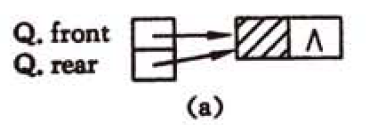 Q. front
Q. rear
∧
(a)